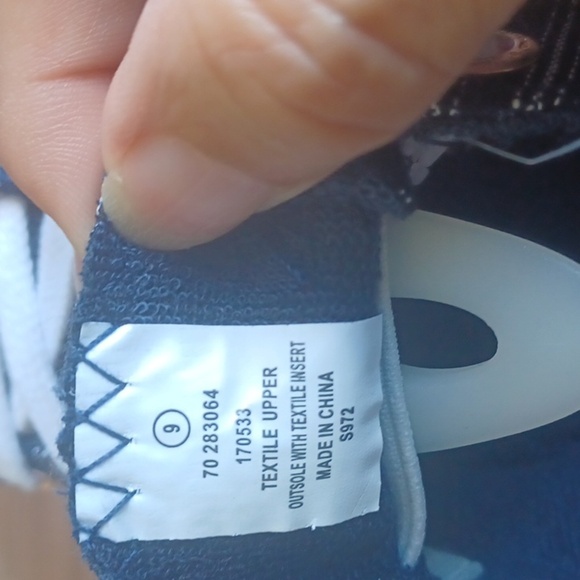 9
70 283064
170533
TEXTILE UPPER
OUTSOLE WITH TEXTILE INSERT
MADE IN CHINA
S972